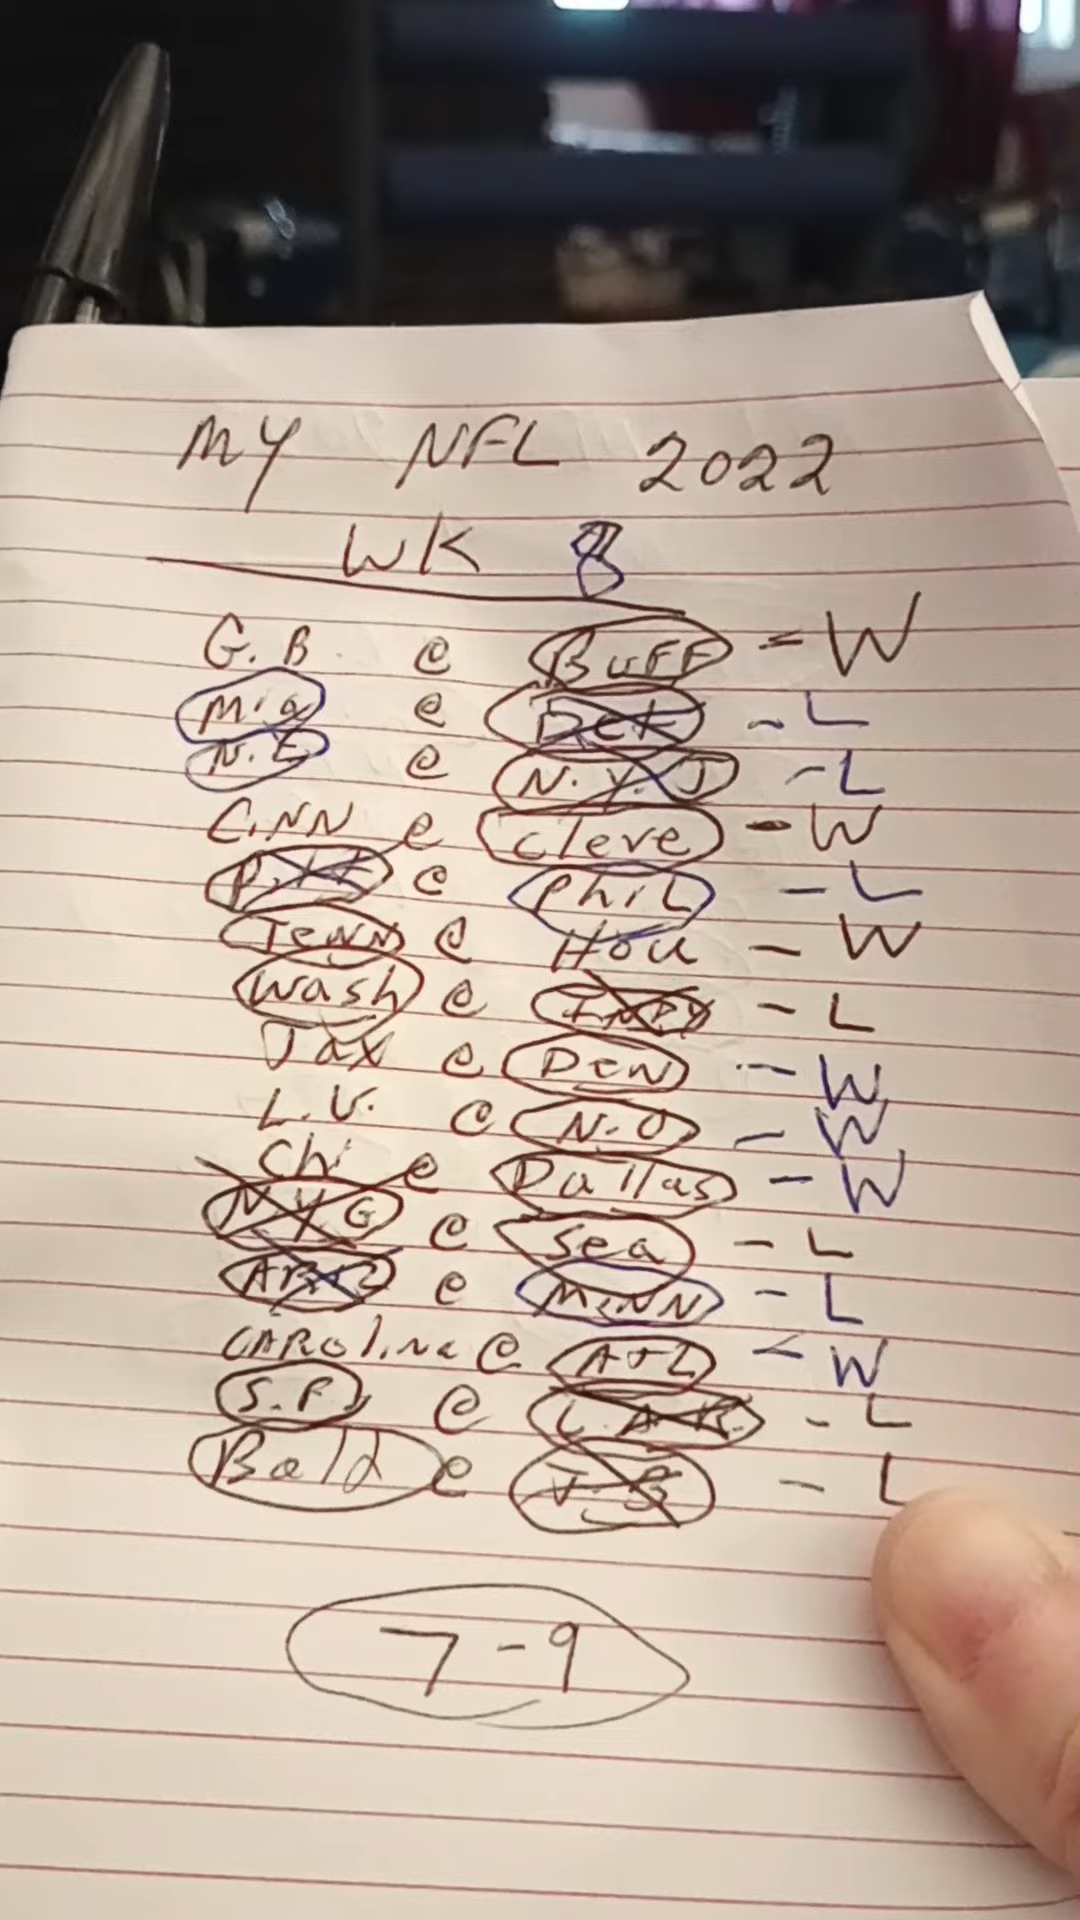 MY NFL 2022
WK 8
G.B. @ BUFF = W
Mia @ Det - L
N.E @ N.Y.J - L
CiNN @ Cleve - W
Pitt @ Phil - L
TeNN @ Hou - W
Wash @ INDY - L
Jax @ DeN - W
L.V. @ N.O - W
Chi @ Dallas - W
N.Y.G @ Sea - L
ARIZ @ MiNN - L
CAROliNa @ AtL - W
S.F. @ L.A.R. - L
Bald @ T.B - L
7-9